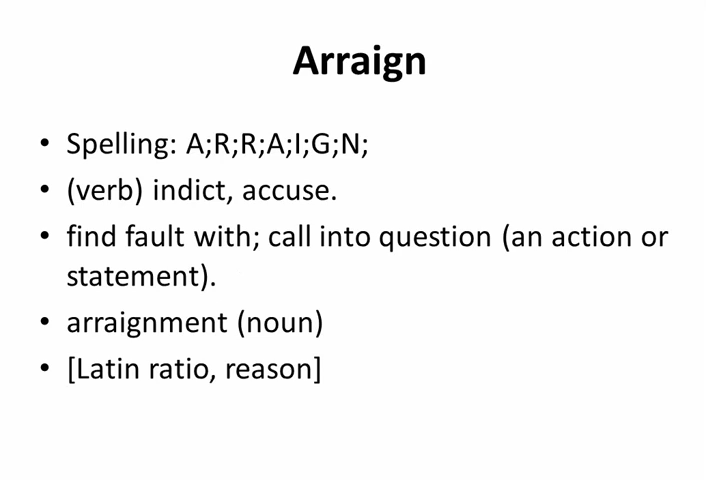 Arraign
• Spelling: A;R;R;A;I;G;N;
• (verb) indict, accuse.
• find fault with; call into question (an action or
statement).
• arraignment (noun)
• [Latin ratio, reason]